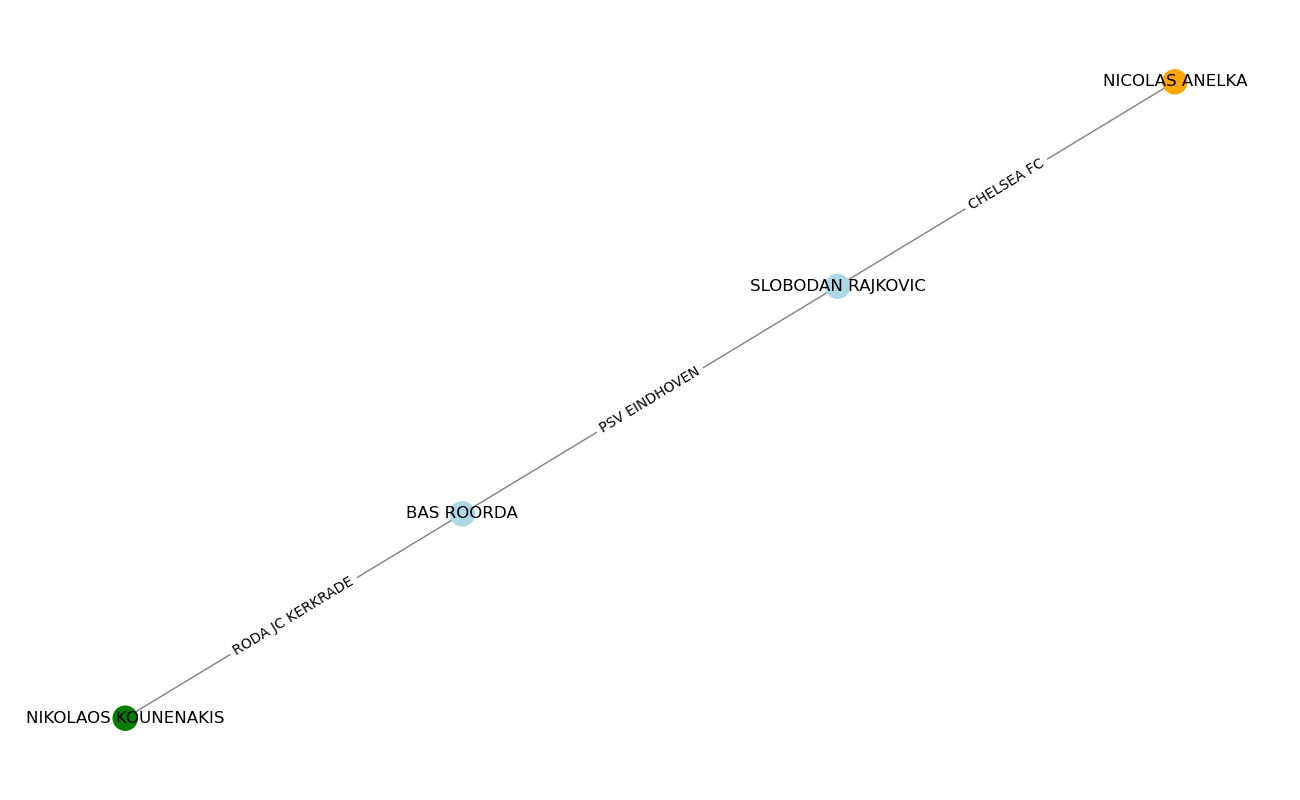 NICOLAS ANELKA
CHELSEA FC
SLOBODAN RAJKOVIC
PSV EINDHOVEN
BAS ROORDA
RODA JC KERKRADE
NIKOLAOS KOUNENAKIS